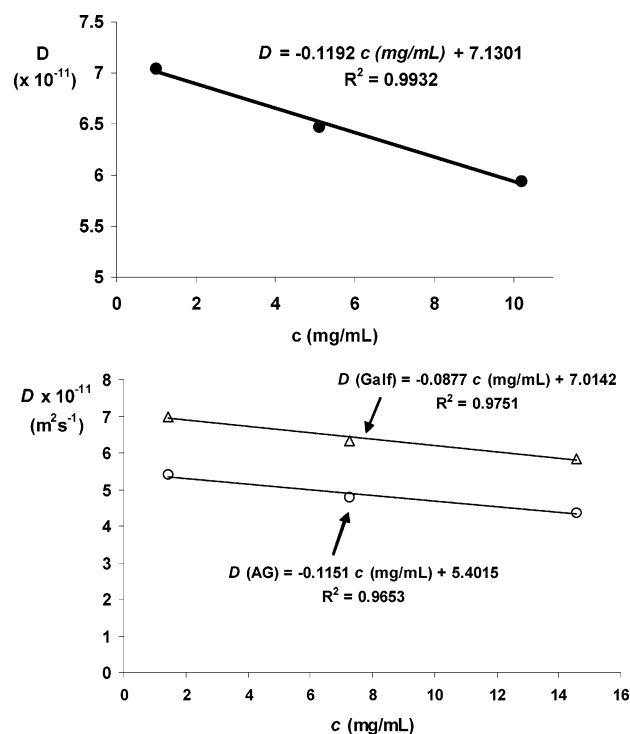 D
(x 10⁻¹¹)
D = -0.1192 c (mg/mL) + 7.1301
R² = 0.9932
7.5
7
6.5
6
5.5
5
0 2 4 6 8 10
c (mg/mL)
D x 10⁻¹¹
(m²s⁻¹)
D (Galf) = -0.0877 c (mg/mL) + 7.0142
R² = 0.9751
8
7
6
5
4
3
2
1
0
D (AG) = -0.1151 c (mg/mL) + 5.4015
R² = 0.9653
0 2 4 6 8 10 12 14 16
c (mg/mL)